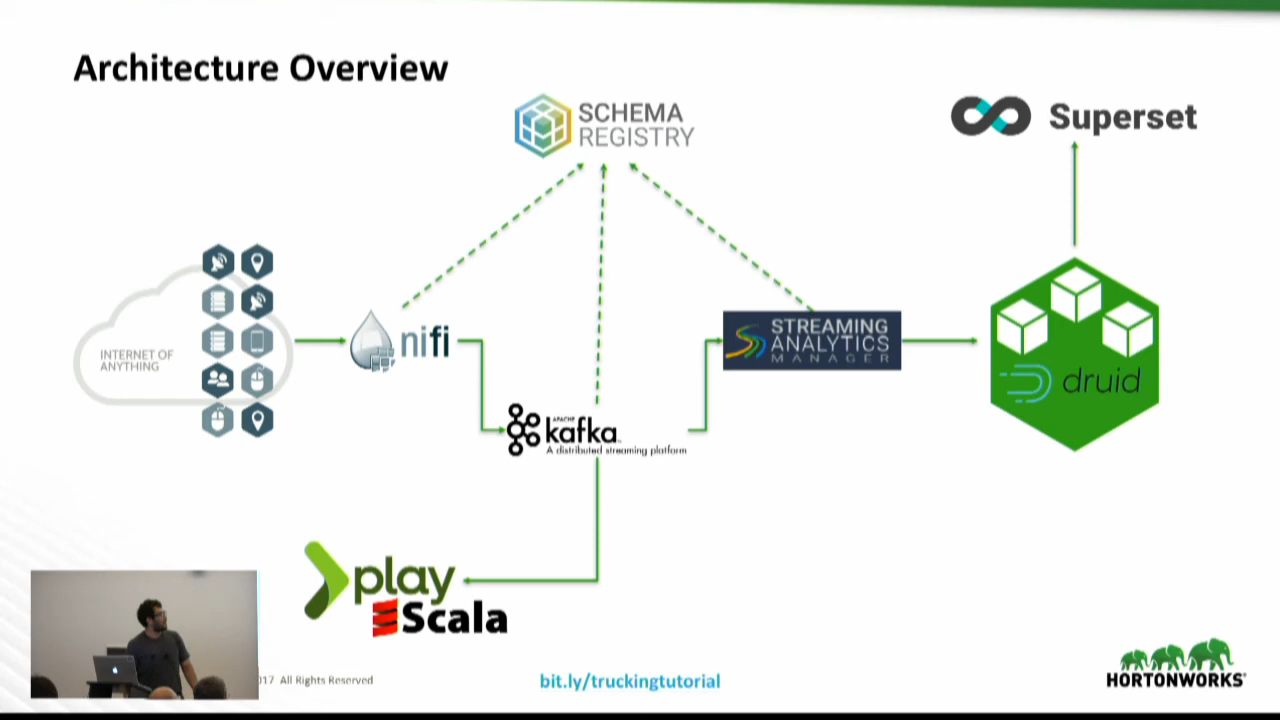 Architecture Overview
SCHEMA
REGISTRY
Superset
INTERNET OF
ANYTHING
nifi
STREAMING
ANALYTICS
MANAGER
druid
APACHE
kafka
A distributed streaming platform
play
Scala
017 All Rights Reserved
bit.ly/truckingtutorial
HORTONWORKS